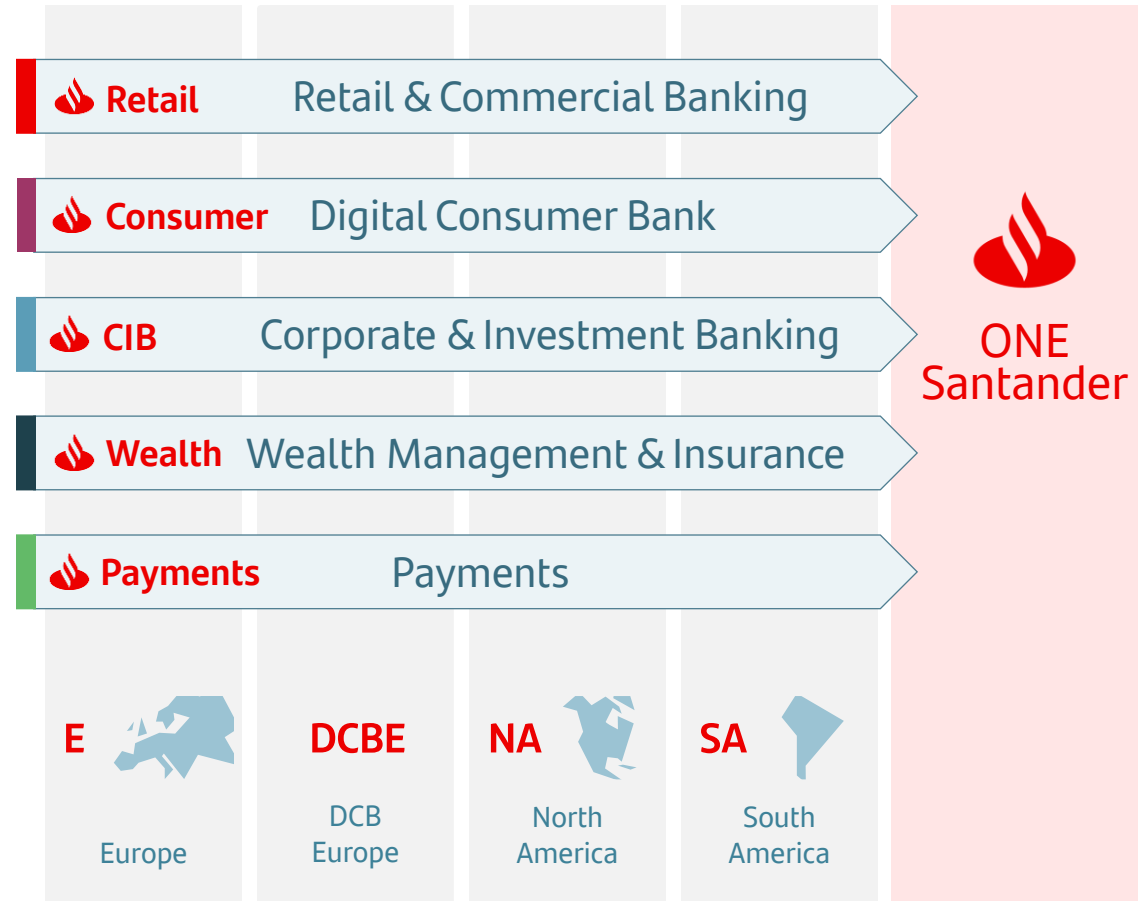 Retail Retail & Commercial Banking
Consumer Digital Consumer Bank
CIB Corporate & Investment Banking
Wealth Wealth Management & Insurance
Payments Payments
ONE
Santander
E
Europe
DCBE
DCB
Europe
NA
North
America
SA
South
America